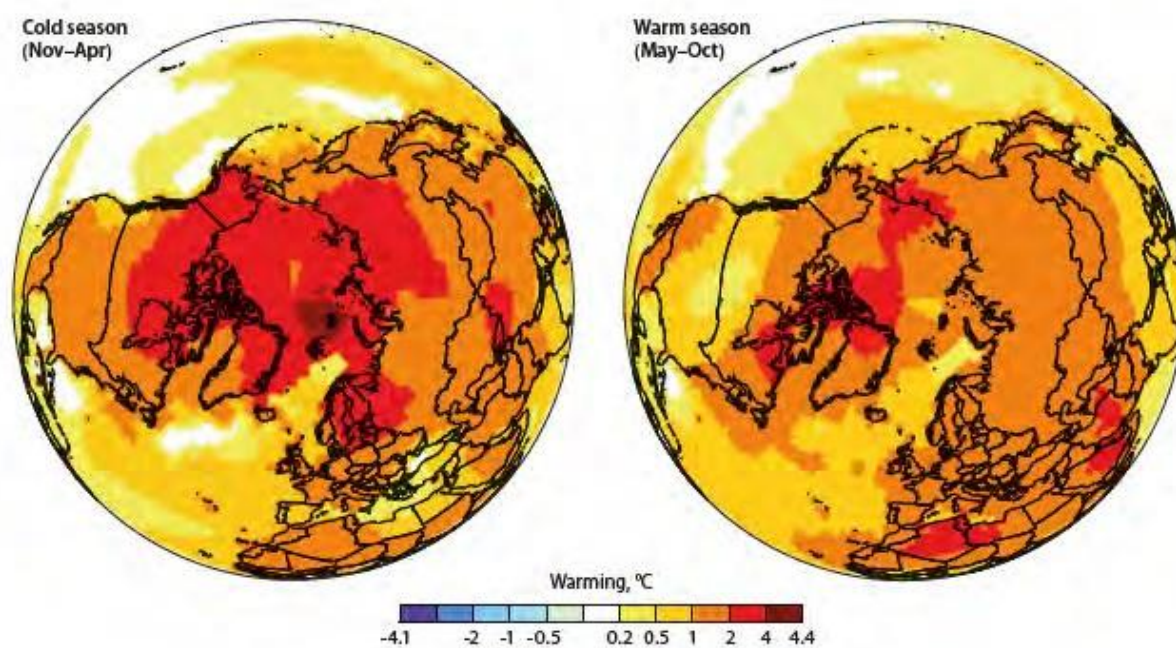 Cold season
(Nov–Apr)
Warm season
(May–Oct)
Warming, ºC
-4.1 -2 -1 -0.5 0.2 0.5 1 2 4 4.4